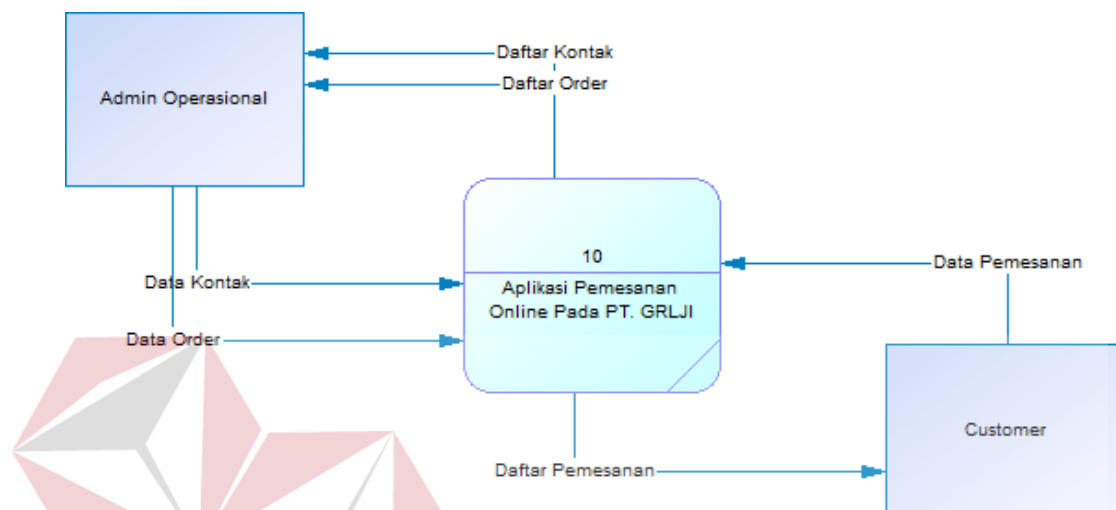 Daftar Kontak
Daftar Order
Admin Operasional
10
Aplikasi Pemesanan
Online Pada PT. GRLJI
Data Pemesanan
Data Kontak
Data Order
Customer
Daftar Pemesanan